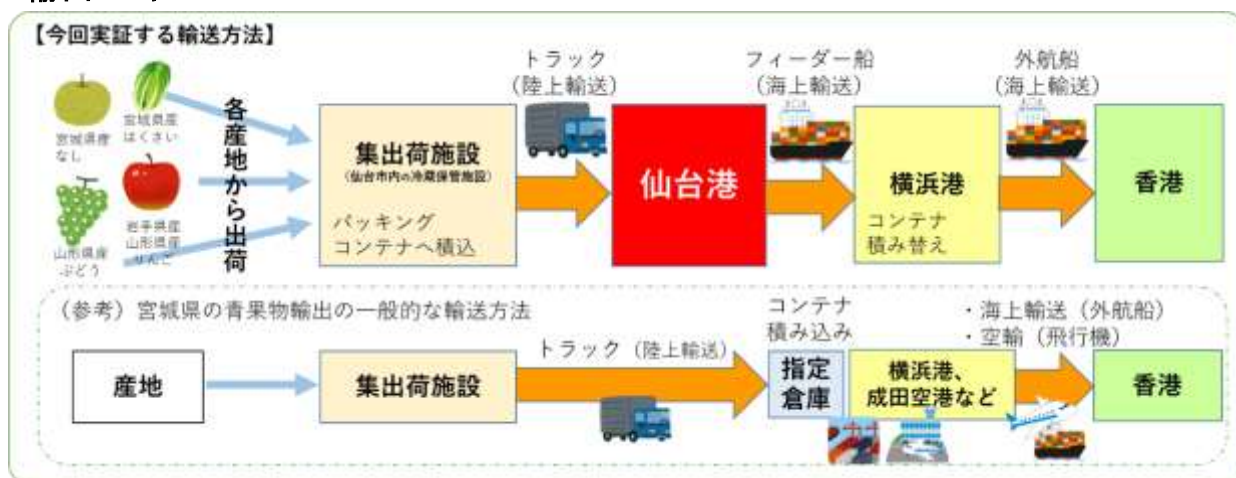 【今回実証する輸送方法】
宮城県産
なし
宮城県産
はくさい
山形県産
ぶどう
岩手県産
山形県産
りんご
各産地から出荷
集出荷施設
(仙台市内の冷蔵保管施設)
パッキング
コンテナへ積込
トラック
(陸上輸送)
仙台港
フィーダー船
(海上輸送)
横浜港
コンテナ
積み替え
外航船
(海上輸送)
香港
(参考)宮城県の青果物輸出の一般的な輸送方法
産地
集出荷施設
トラック(陸上輸送)
コンテナ
積み込み
指定
倉庫
横浜港、
成田空港など
・海上輸送(外航船)
・空輸(飛行機)
香港